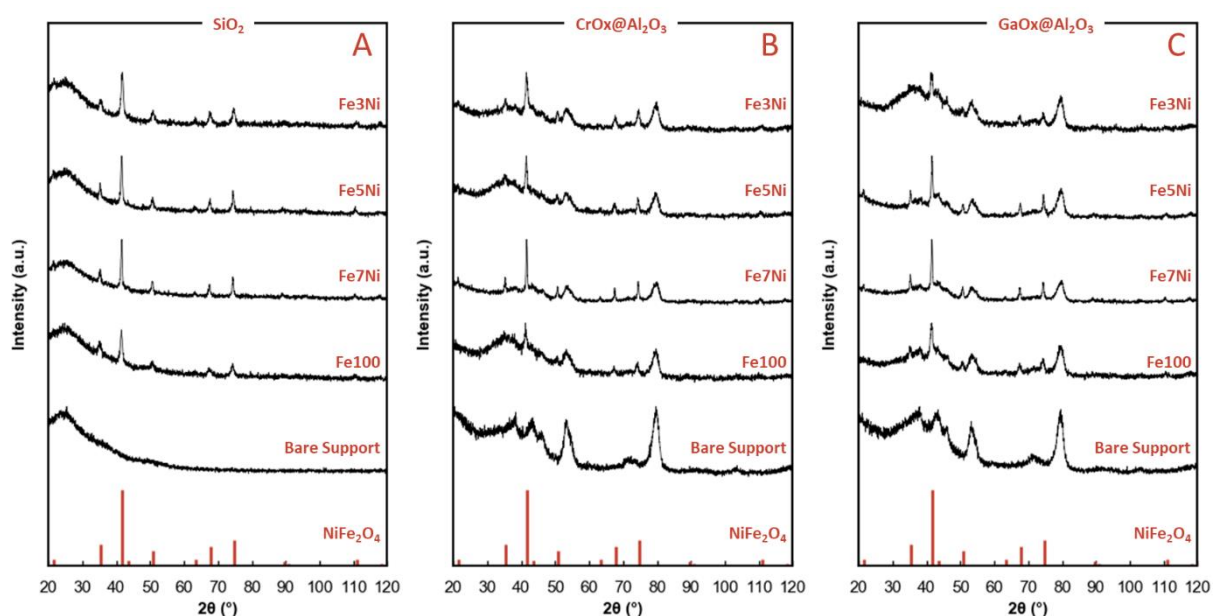 SiO₂
A
Fe3Ni
Fe5Ni
Fe7Ni
Fe100
Bare Support
NiFe₂O₄
Intensity (a.u.)
20 30 40 50 60 70 80 90 100 110 120
2θ (°)
CrOx@Al₂O₃
B
Fe3Ni
Fe5Ni
Fe7Ni
Fe100
Bare Support
NiFe₂O₄
Intensity (a.u.)
20 30 40 50 60 70 80 90 100 110 120
2θ (°)
GaOx@Al₂O₃
C
Fe3Ni
Fe5Ni
Fe7Ni
Fe100
Bare Support
NiFe₂O₄
Intensity (a.u.)
20 30 40 50 60 70 80 90 100 110 120
2θ (°)